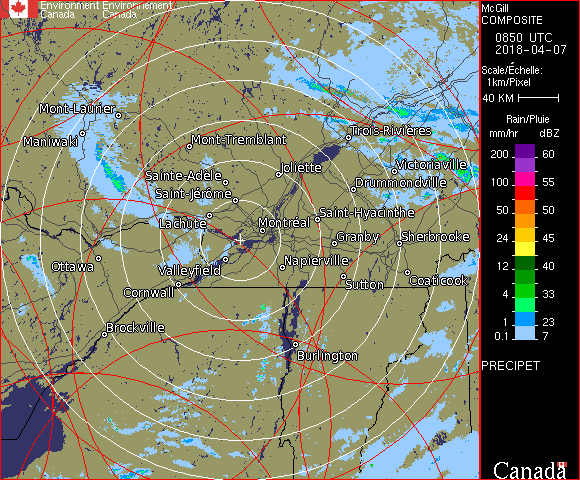 Environment Environnement
Canada Canada
McGill
COMPOSITE
0850 UTC
2018-04-07
Scale/Échelle:
1km/Pixel
40 KM
Rain/Pluie
mm/hr dBZ
200 60
150 57
100 55
50 50
24 45
12 40
4 33
1 23
0.1 7
PRECIPET
Canada
Mont-Laurier
Maniwaki
Mont-Tremblant
Trois-Rivières
Joliette
Victoriaville
Sainte-Adèle
Drummondville
Saint-Jérôme
Saint-Hyacinthe
Lachute
Montréal
Granby
Sherbrooke
Ottawa
Valleyfield
Napierville
Coaticook
Cornwall
Sutton
Brockville
Burlington